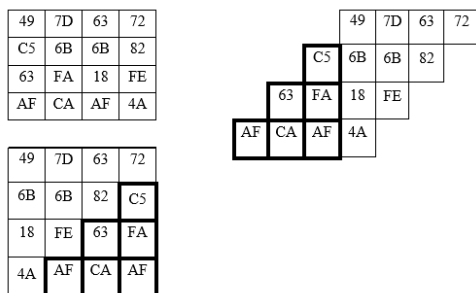 49 7D 63 72
C5 6B 6B 82
63 FA 18 FE
AF CA AF 4A
49 7D 63 72
C5 6B 6B 82
63 FA 18 FE
AF CA AF 4A
49 7D 63 72
6B 6B 82 C5
18 FE 63 FA
4A AF CA AF